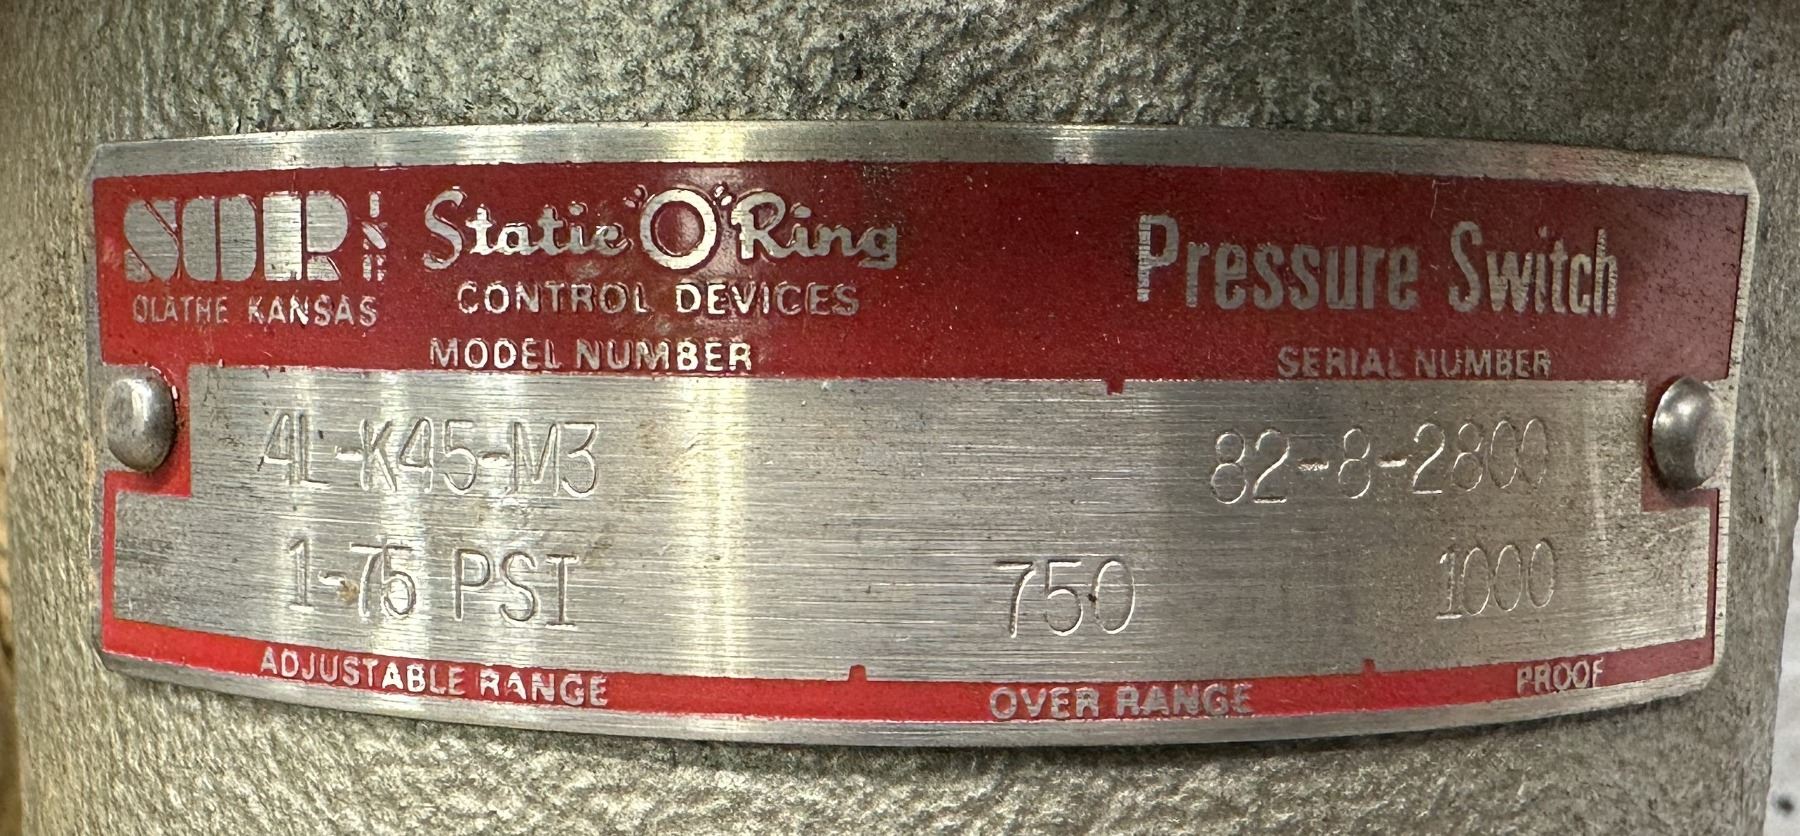 SOR INC Static "O" Ring Pressure Switch
OLATHE KANSAS CONTROL DEVICES
MODEL NUMBER SERIAL NUMBER
4L-K45-M3 82-8-2800
1-75 PSI 750 1000
ADJUSTABLE RANGE OVER RANGE PROOF